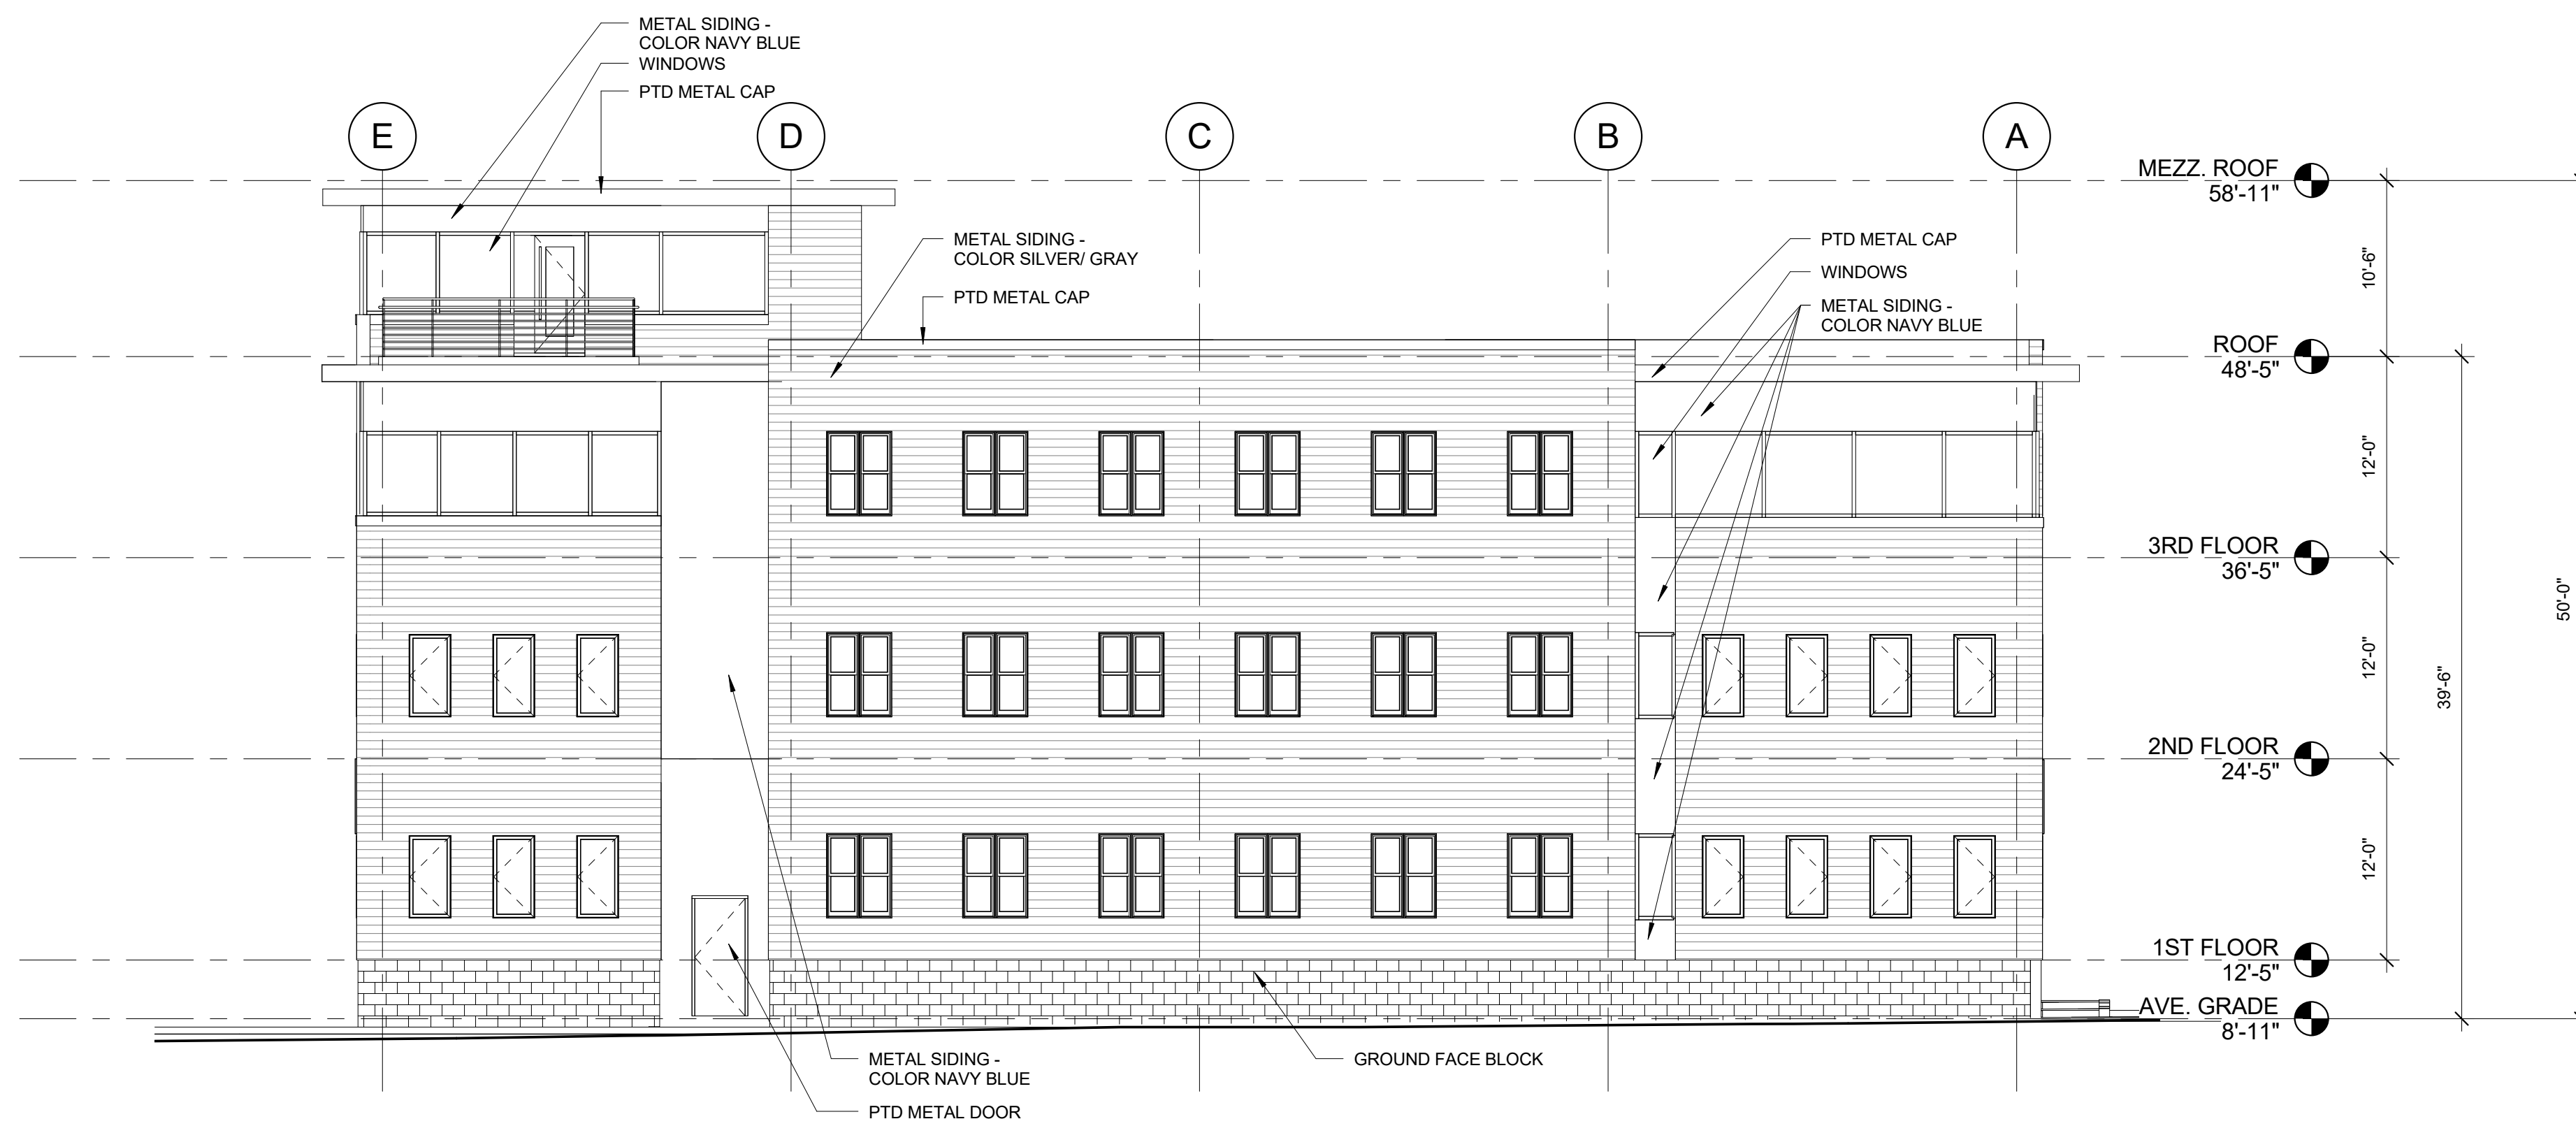 METAL SIDING -
COLOR NAVY BLUE
WINDOWS
PTD METAL CAP
E
D
C
B
A
MEZZ. ROOF
58'-11"
METAL SIDING -
COLOR SILVER/ GRAY
PTD METAL CAP
PTD METAL CAP
WINDOWS
METAL SIDING -
COLOR NAVY BLUE
10'-6"
ROOF
48'-5"
12'-0"
3RD FLOOR
36'-5"
50'-0"
12'-0"
39'-6"
2ND FLOOR
24'-5"
12'-0"
1ST FLOOR
12'-5"
AVE. GRADE
8'-11"
METAL SIDING -
COLOR NAVY BLUE
PTD METAL DOOR
GROUND FACE BLOCK